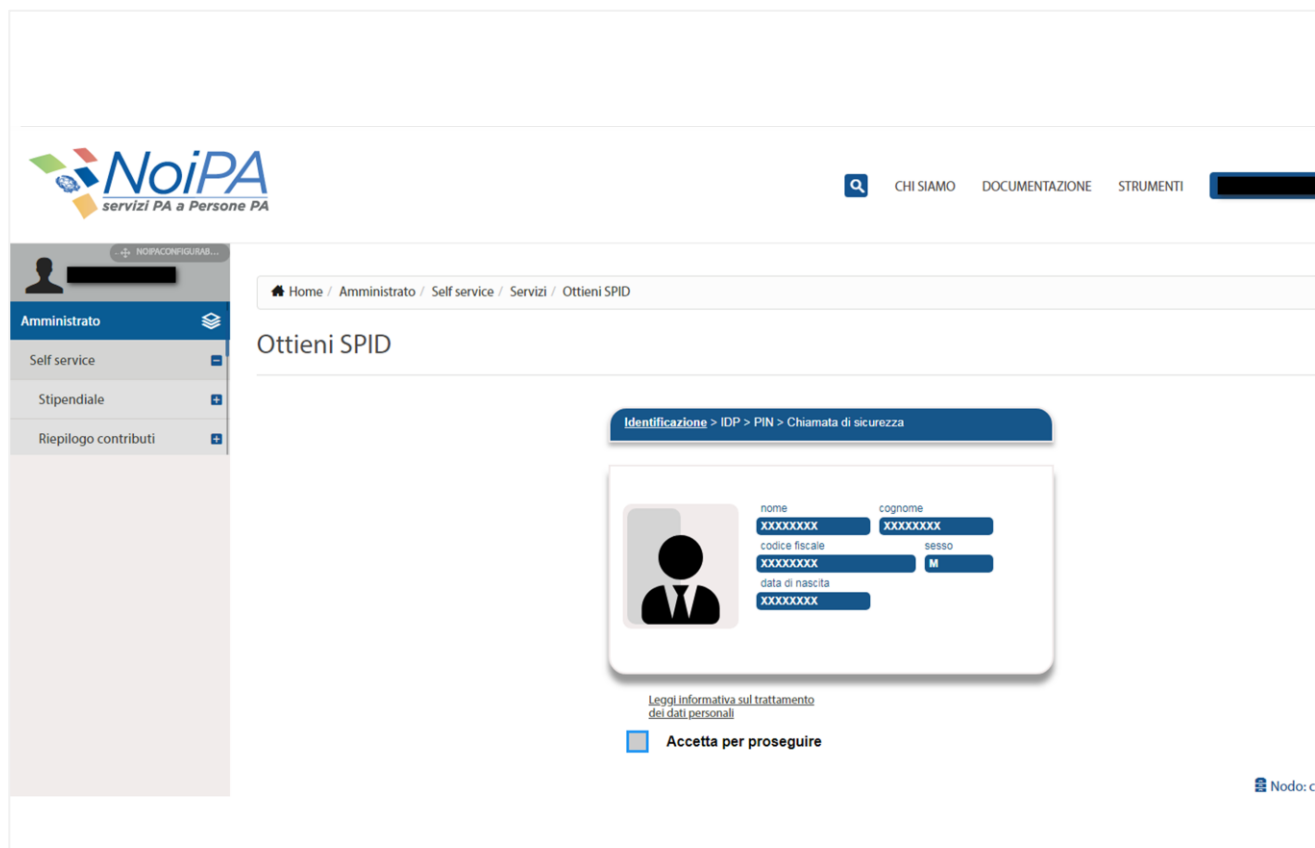 NoiPA
servizi PA a Persone PA
CHI SIAMO DOCUMENTAZIONE STRUMENTI
NOIPACONFIGURAB...
Home / Amministrato / Self service / Servizi / Ottieni SPID
Amministrato
Self service
Stipendiale
Riepilogo contributi
Ottieni SPID
Identificazione > IDP > PIN > Chiamata di sicurezza
nome cognome
XXXXXXXX XXXXXXXX
codice fiscale sesso
XXXXXXXX M
data di nascita
XXXXXXXX
Leggi informativa sul trattamento
dei dati personali
Accetta per proseguire
Nodo: c